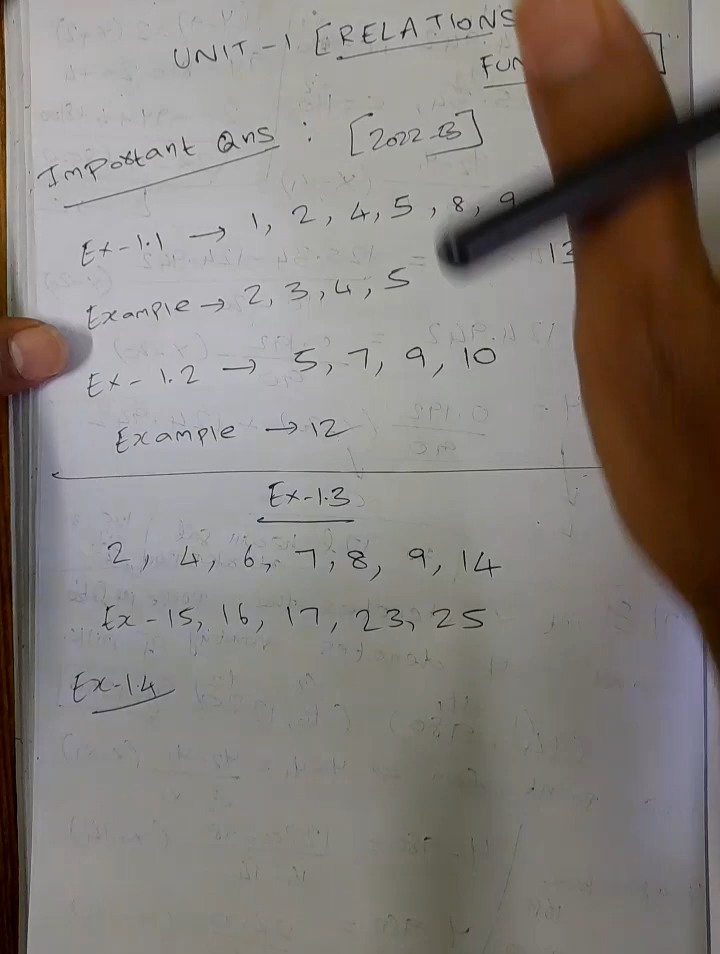 UNIT-1 [RELATIONS
]
Important Qns : [2022-23]
Ex-1.1 → 1, 2, 4, 5, 8, 9
Example → 2, 3, 4, 5
Ex-1.2 → 5, 7, 9, 10
Example → 12
Ex-1.3
2, 4, 6, 7, 8, 9, 14
Ex-15, 16, 17, 23, 25
Ex-1.4